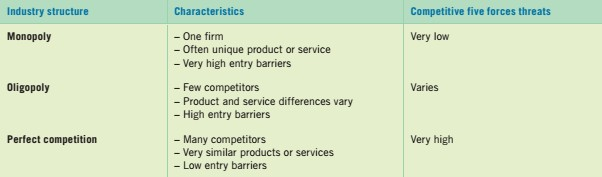 Industry structure Characteristics Competitive five forces threats
Monopoly – One firm Very low
– Often unique product or service
– Very high entry barriers
Oligopoly – Few competitors Varies
– Product and service differences vary
– High entry barriers
Perfect competition – Many competitors Very high
– Very similar products or services
– Low entry barriers